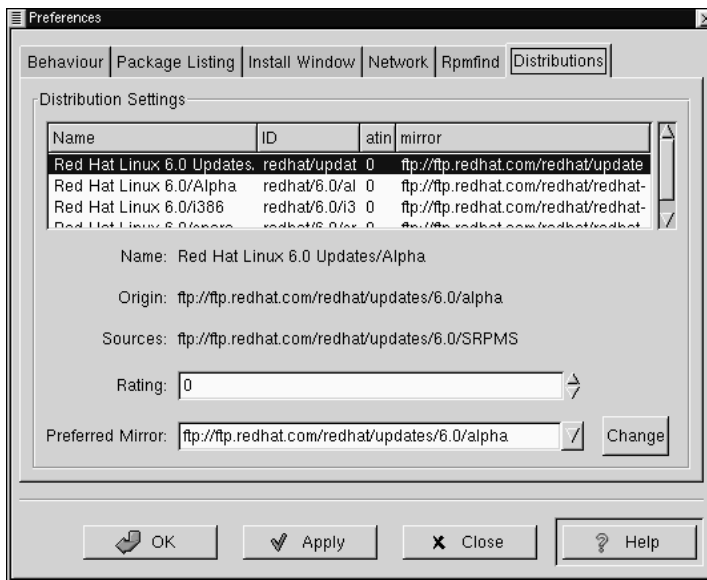 Preferences
Behaviour Package Listing Install Window Network Rpmfind Distributions
Distribution Settings
Name ID atin mirror
Red Hat Linux 6.0 Updates. redhat/updat 0 ftp://ftp.redhat.com/redhat/update
Red Hat Linux 6.0/Alpha redhat/6.0/al 0 ftp://ftp.redhat.com/redhat/redhat-
Red Hat Linux 6.0/i386 redhat/6.0/i3 0 ftp://ftp.redhat.com/redhat/redhat-
Red Hat Linux 0
Name: Red Hat Linux 6.0 Updates/Alpha
Origin: ftp://ftp.redhat.com/redhat/updates/6.0/alpha
Sources: ftp://ftp.redhat.com/redhat/updates/6.0/SRPMS
Rating: 0
Preferred Mirror: ftp://ftp.redhat.com/redhat/updates/6.0/alpha Change
OK Apply Close Help